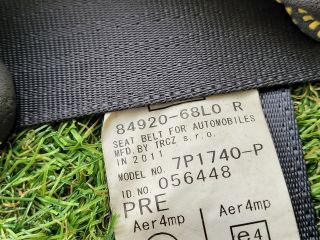 84920-68L0 R
SEAT BELT FOR AUTOMOBILES
MFD.BY TRCZ s.r.o.
IN 2011
MODEL NO. 7P1740-P
ID.NO. 056448
PRE
Aer4mp Aer4mp
e4